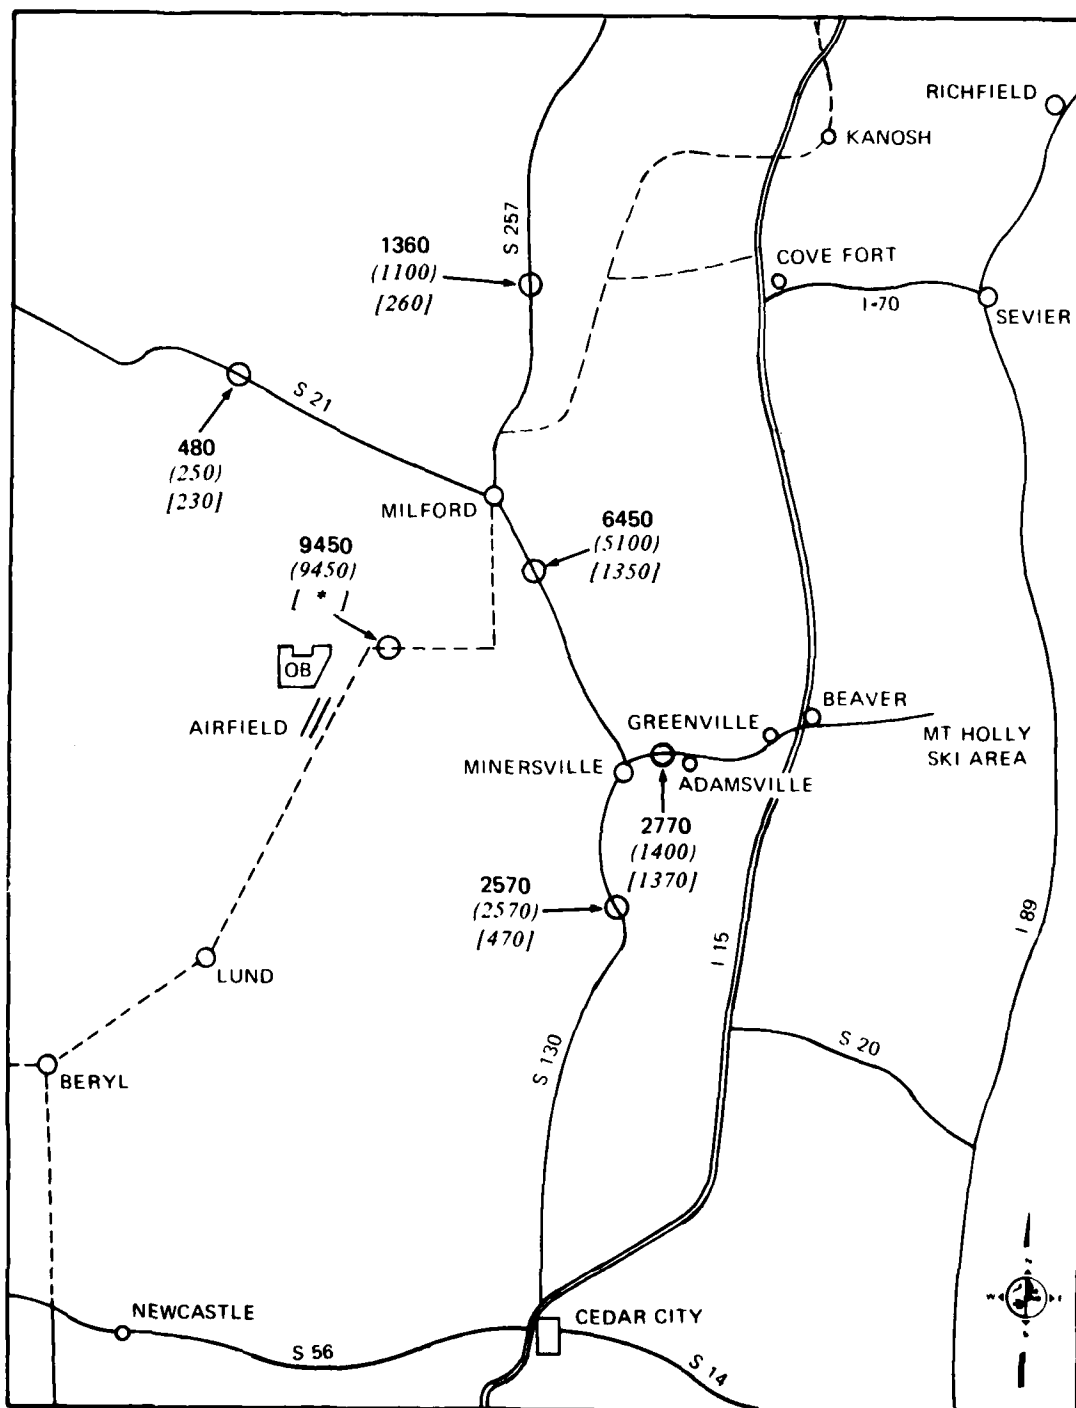 RICHFIELD
KANOSH
S 257
1360
(1100)
[260]
COVE FORT
I-70
SEVIER
S 21
480
(250)
[230]
MILFORD
6450
(5100)
[1350]
9450
(9450)
[ * ]
OB
AIRFIELD
BEAVER
GREENVILLE
MT HOLLY
SKI AREA
MINERSVILLE
ADAMSVILLE
2770
(1400)
[1370]
2570
(2570)
[470]
I 15
I 89
LUND
S 130
S 20
BERYL
NEWCASTLE
CEDAR CITY
S 56
S 14
W